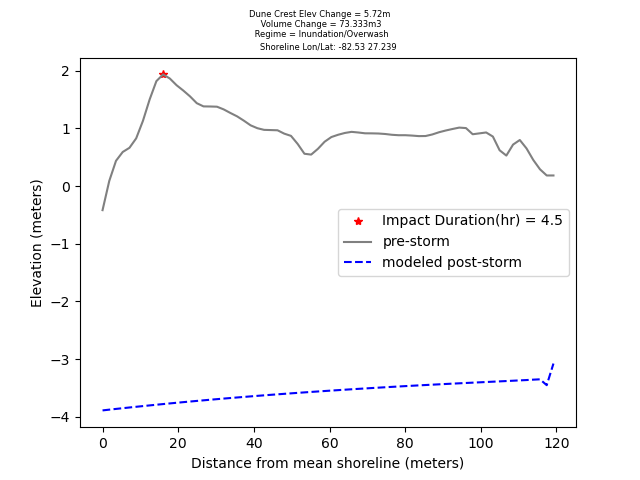 Dune Crest Elev Change = 5.72m
Volume Change = 73.333m3
Regime = Inundation/Overwash
Shoreline Lon/Lat: -82.53 27.239
2
1
0
−1
−2
−3
−4
Elevation (meters)
Impact Duration(hr) = 4.5
pre-storm
modeled post-storm
0 20 40 60 80 100 120
Distance from mean shoreline (meters)